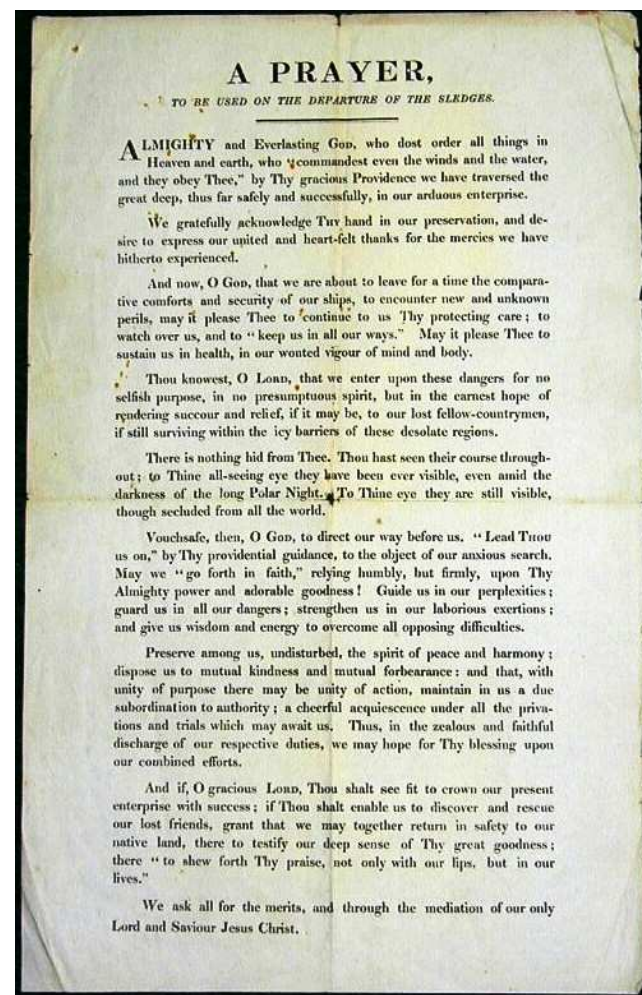 A PRAYER,
TO BE USED ON THE DEPARTURE OF THE SLEDGES.
ALMIGHTY and Everlasting GOD, who dost order all things in
Heaven and earth, who "commandest even the winds and the water,
and they obey Thee," by Thy gracious Providence we have traversed the
great deep, thus far safely and successfully, in our arduous enterprise.
We gratefully acknowledge THY hand in our preservation, and de-
sire to express our united and heart-felt thanks for the mercies we have
hitherto experienced.
And now, O GOD, that we are about to leave for a time the compara-
tive comforts and security of our ships, to encounter new and unknown
perils, may it please Thee to continue to us Thy protecting care; to
watch over us, and to "keep us in all our ways." May it please Thee to
sustain us in health, in our wonted vigour of mind and body.
Thou knowest, O LORD, that we enter upon these dangers for no
selfish purpose, in no presumptuous spirit, but in the earnest hope of
rendering succour and relief, if it may be, to our lost fellow-countrymen,
if still surviving within the icy barriers of these desolate regions.
There is nothing hid from Thee. Thou hast seen their course through-
out; to Thine all-seeing eye they have been ever visible, even amid the
darkness of the long Polar Night. To Thine eye they are still visible,
though secluded from all the world.
Vouchsafe, then, O GOD, to direct our way before us. "Lead THOU
us on," by Thy providential guidance, to the object of our anxious search.
May we "go forth in faith," relying humbly, but firmly, upon Thy
Almighty power and adorable goodness! Guide us in our perplexities;
guard us in all our dangers; strengthen us in our laborious exertions;
and give us wisdom and energy to overcome all opposing difficulties.
Preserve among us, undisturbed, the spirit of peace and harmony;
dispose us to mutual kindness and mutual forbearance: and that, with
unity of purpose there may be unity of action, maintain in us a due
subordination to authority; a cheerful acquiescence under all the priva-
tions and trials which may await us. Thus, in the zealous and faithful
discharge of our respective duties, we may hope for Thy blessing upon
our combined efforts.
And if, O gracious LORD, Thou shalt see fit to crown our present
enterprise with success; if Thou shalt enable us to discover and rescue
our lost friends, grant that we may together return in safety to our
native land, there to testify our deep sense of Thy great goodness;
there "to shew forth Thy praise, not only with our lips, but in our
lives."
We ask all for the merits, and through the mediation of our only
Lord and Saviour Jesus Christ.